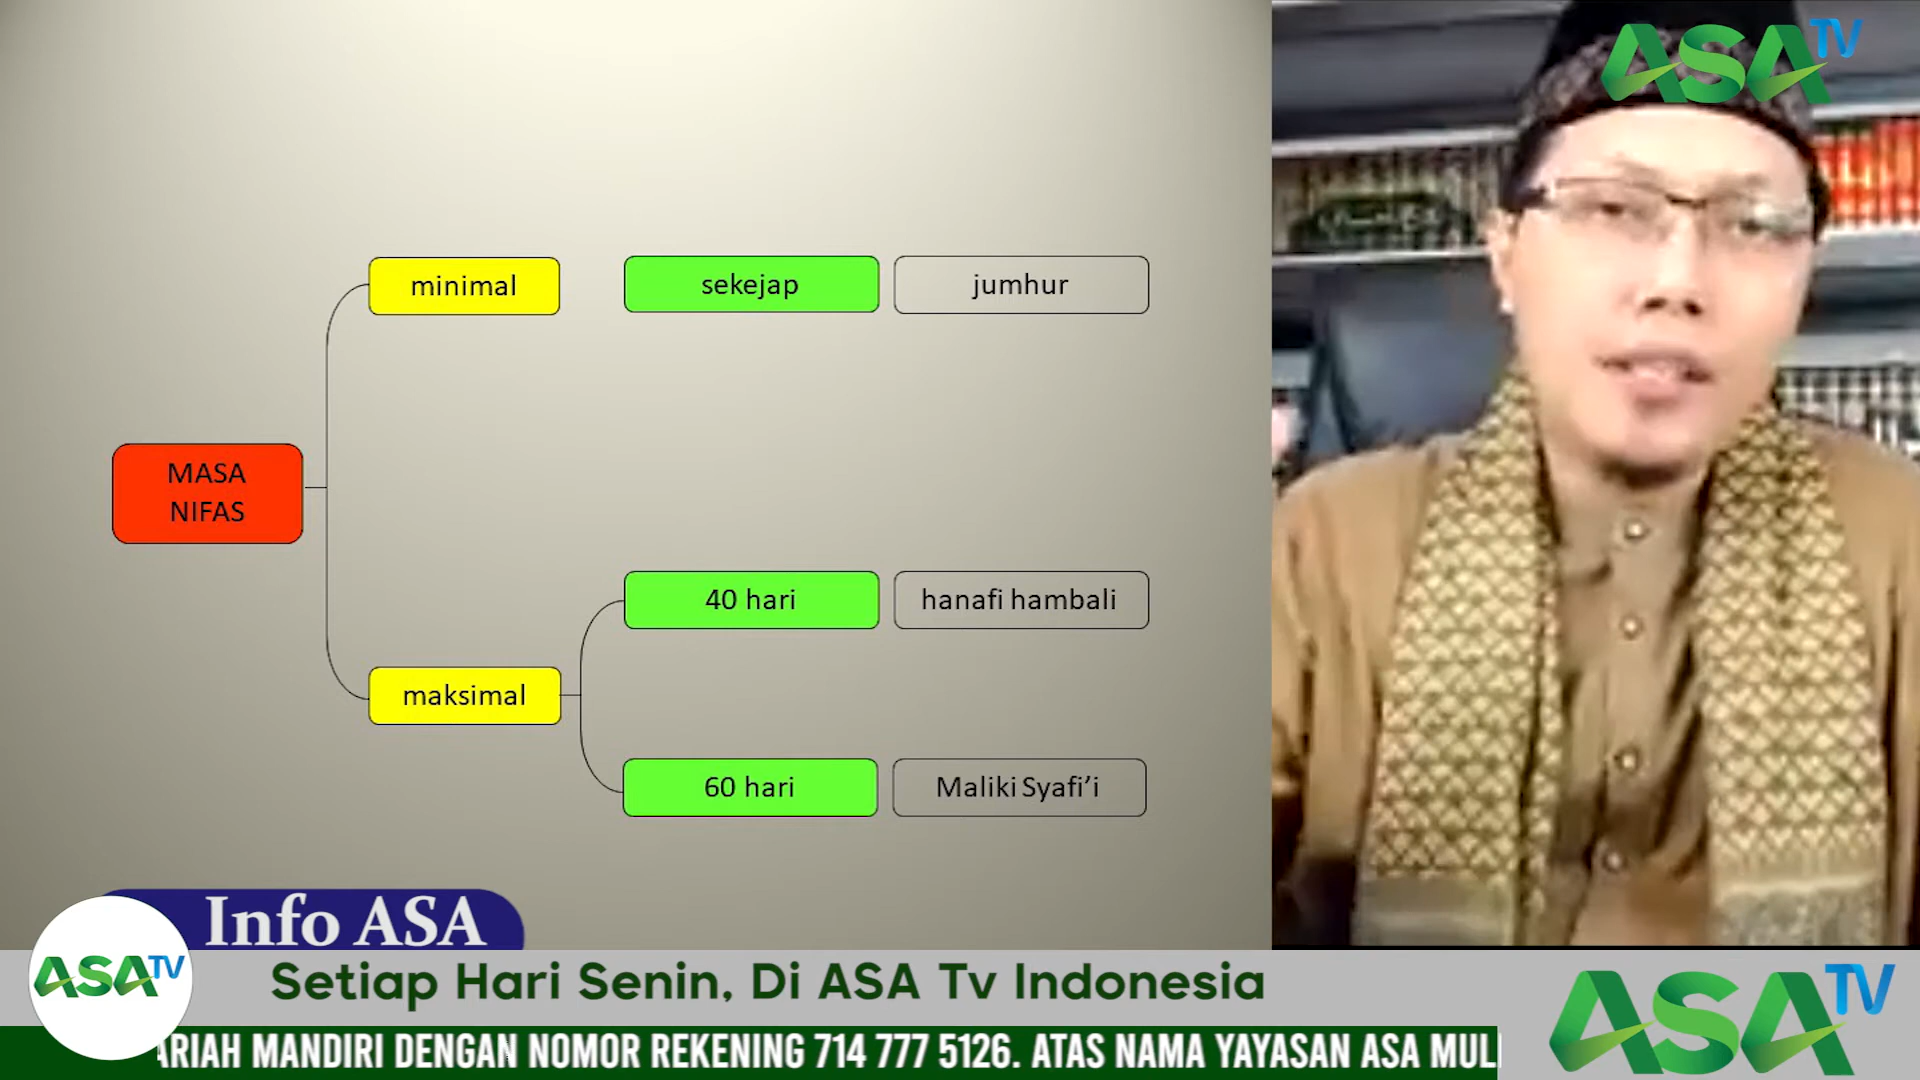 ASA TV
minimal
sekejap
jumhur
MASA
NIFAS
40 hari
hanafi hambali
maksimal
60 hari
Maliki Syafi’i
Info ASA
ASA TV
Setiap Hari Senin, Di ASA Tv Indonesia
ASA TV
ARIAH MANDIRI DENGAN NOMOR REKENING 714 777 5126. ATAS NAMA YAYASAN ASA MUL